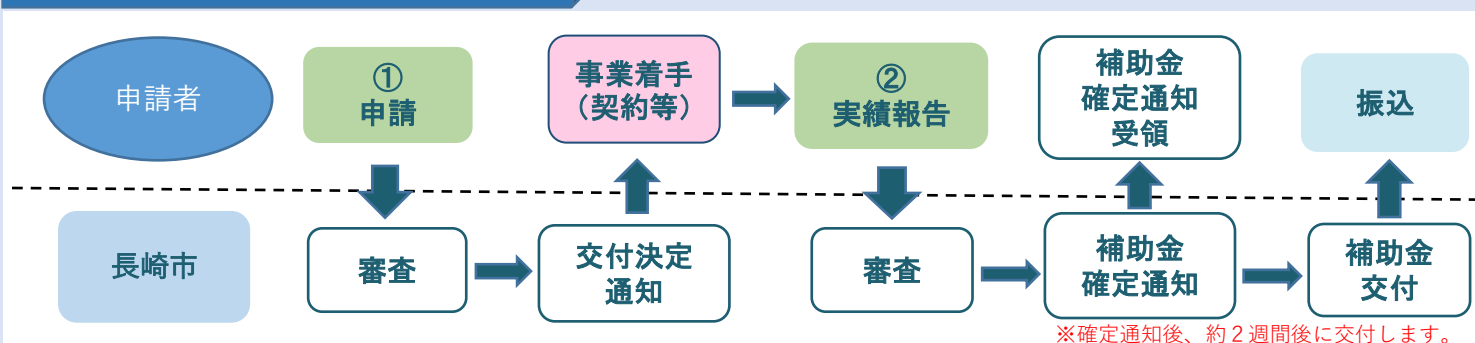 申請者
①
申請
事業着手
（契約等）
②
実績報告
補助金
確定通知
受領
振込
長崎市
審査
交付決定
通知
審査
補助金
確定通知
補助金
交付
※確定通知後、約２週間後に交付します。